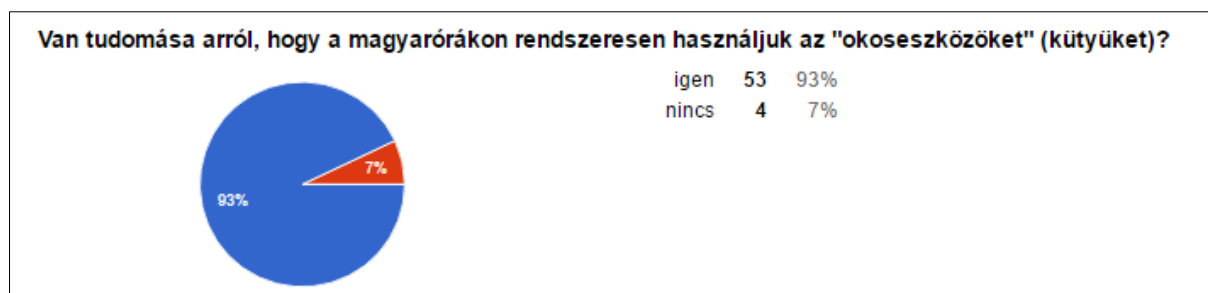 Van tudomása arról, hogy a magyarórákon rendszeresen használjuk az "okoseszközöket" (kütyüket)?
igen 53 93%
nincs 4 7%
7%
93%